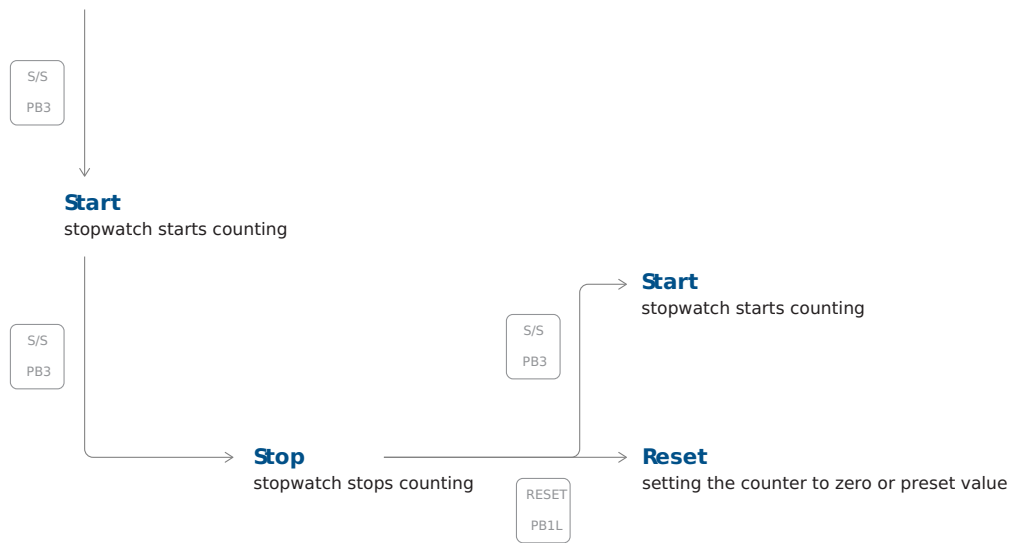 S/S
PB3
Start
stopwatch starts counting
Start
stopwatch starts counting
S/S
PB3
S/S
PB3
Stop
stopwatch stops counting
Reset
setting the counter to zero or preset value
RESET
PB1L